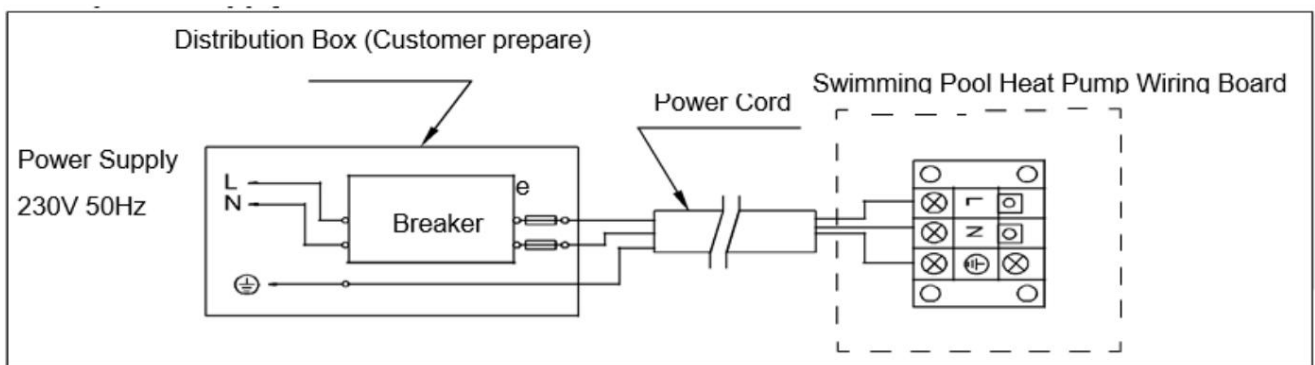 Distribution Box (Customer prepare)
Swimming Pool Heat Pump Wiring Board
Power Cord
Power Supply
230V 50Hz
L
N
e
Breaker
L
N